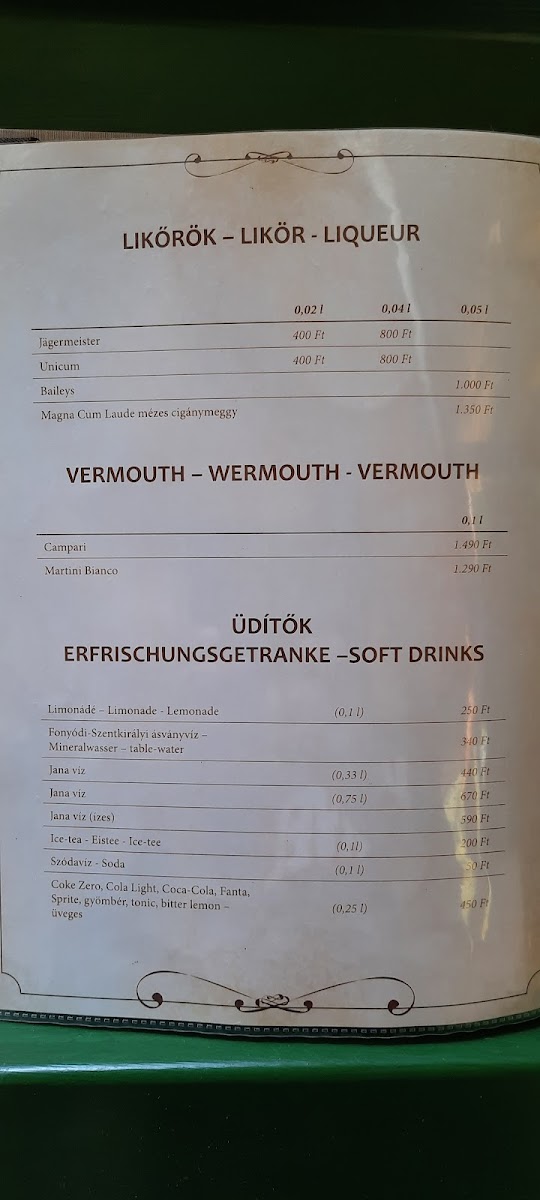 LIKŐRÖK – LIKÖR - LIQUEUR
0,02 l 0,04 l 0,05 l
Jägermeister 400 Ft 800 Ft
Unicum 400 Ft 800 Ft
Baileys 1.000 Ft
Magna Cum Laude mézes cigánymeggy 1.350 Ft
VERMOUTH – WERMOUTH - VERMOUTH
0,1 l
Campari 1.490 Ft
Martini Bianco 1.290 Ft
ÜDÍTŐK
ERFRISCHUNGSGETRANKE –SOFT DRINKS
Limonádé – Limonade - Lemonade (0,1 l) 250 Ft
Fonyódi-Szentkirályi ásványvíz –
Mineralwasser – table-water 340 Ft
Jana víz (0,33 l) 440 Ft
Jana víz (0,75 l) 670 Ft
Jana víz (ízes) 590 Ft
Ice-tea - Eistee - Ice-tee (0,1l) 200 Ft
Szódavíz - Soda (0,1 l) 50 Ft
Coke Zero, Cola Light, Coca-Cola, Fanta,
Sprite, gyömbér, tonic, bitter lemon – (0,25 l) 450 Ft
üveges